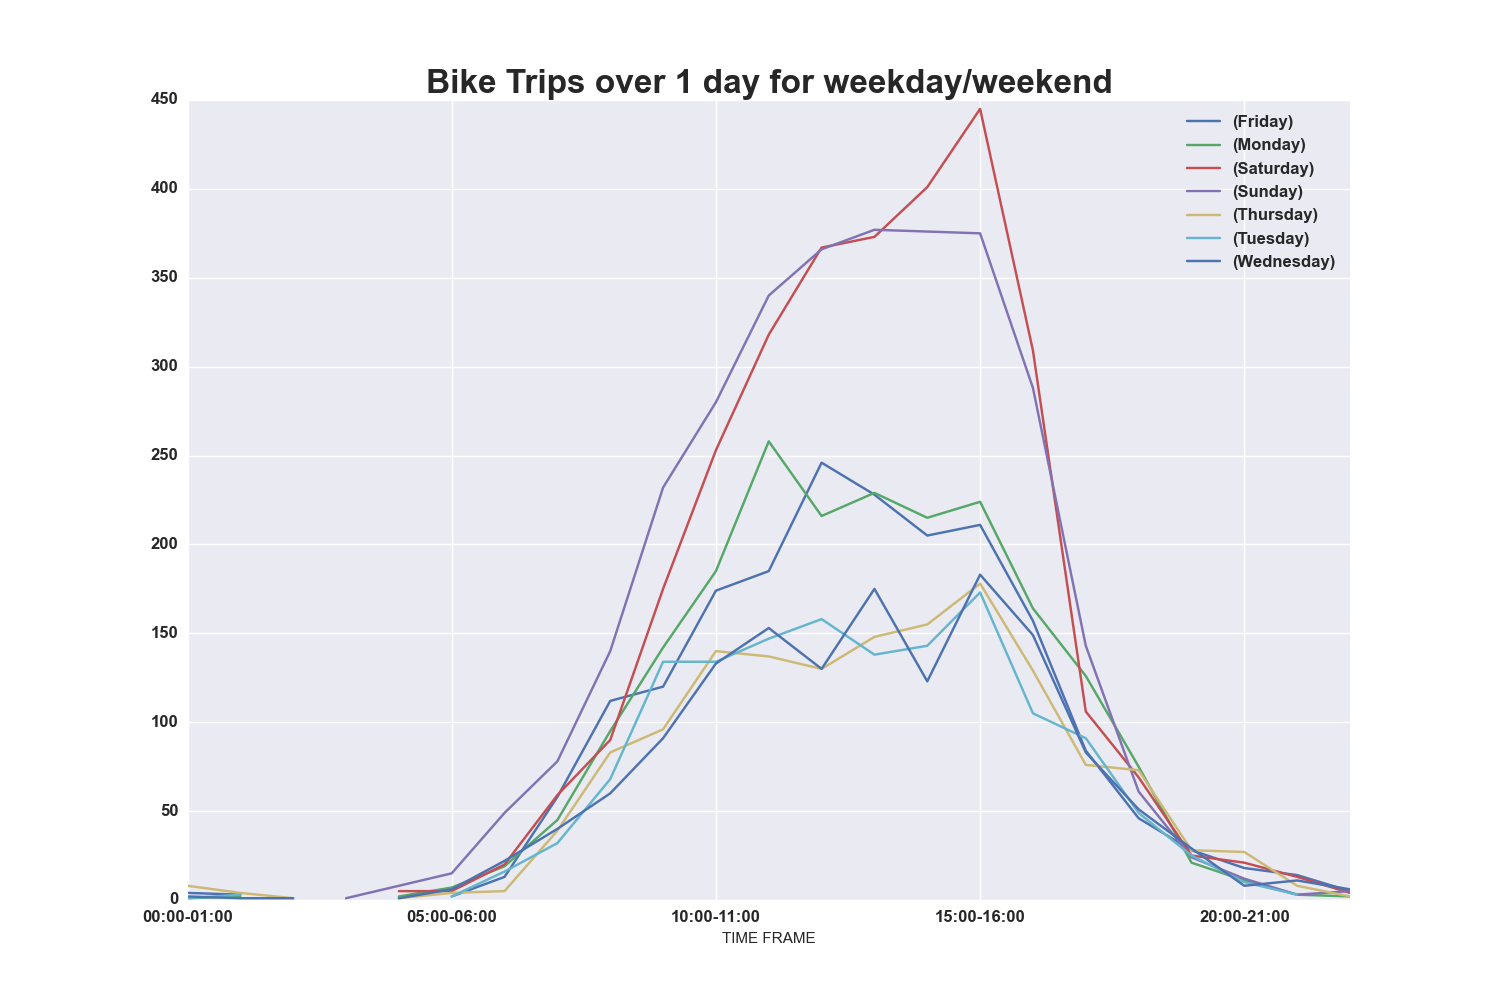 Bike Trips over 1 day for weekday/weekend
450
400
350
300
250
200
150
100
50
0
(Friday)
(Monday)
(Saturday)
(Sunday)
(Thursday)
(Tuesday)
(Wednesday)
00:00-01:00 05:00-06:00 10:00-11:00 15:00-16:00 20:00-21:00
TIME FRAME